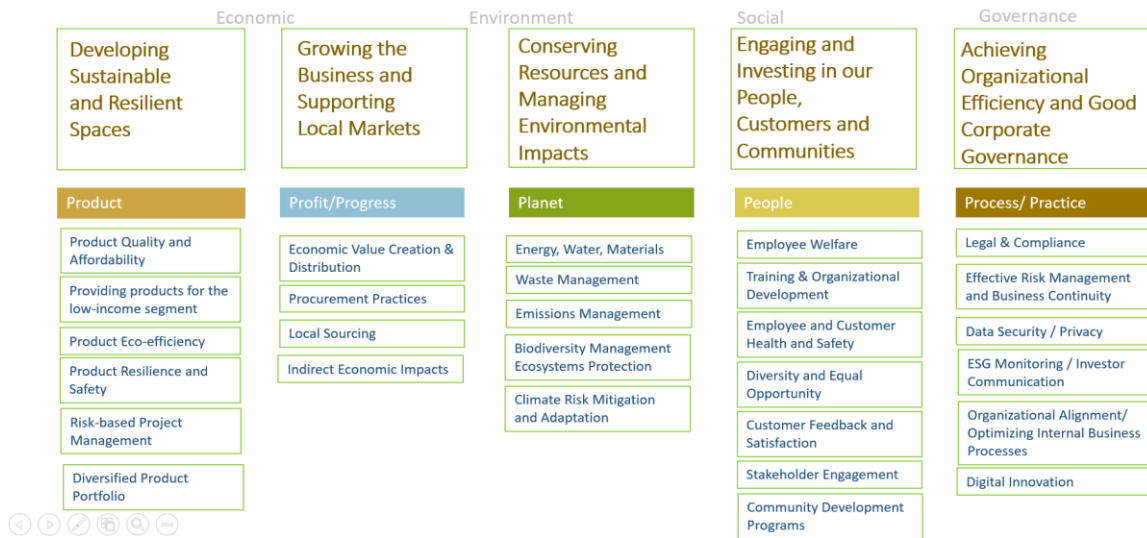 Economic
Environment
Social
Governance
Developing
Sustainable
and Resilient
Spaces
Growing the
Business and
Supporting
Local Markets
Conserving
Resources and
Managing
Environmental
Impacts
Engaging and
Investing in our
People,
Customers and
Communities
Achieving
Organizational
Efficiency and Good
Corporate
Governance
Product
Product Quality and
Affordability
Providing products for the
low-income segment
Product Eco-efficiency
Product Resilience and
Safety
Risk-based Project
Management
Diversified Product
Portfolio
Profit/Progress
Economic Value Creation &
Distribution
Procurement Practices
Local Sourcing
Indirect Economic Impacts
Planet
Energy, Water, Materials
Waste Management
Emissions Management
Biodiversity Management
Ecosystems Protection
Climate Risk Mitigation
and Adaptation
People
Employee Welfare
Training & Organizational
Development
Employee and Customer
Health and Safety
Diversity and Equal
Opportunity
Customer Feedback and
Satisfaction
Stakeholder Engagement
Community Development
Programs
Process/ Practice
Legal & Compliance
Effective Risk Management
and Business Continuity
Data Security / Privacy
ESG Monitoring / Investor
Communication
Organizational Alignment/
Optimizing Internal Business
Processes
Digital Innovation